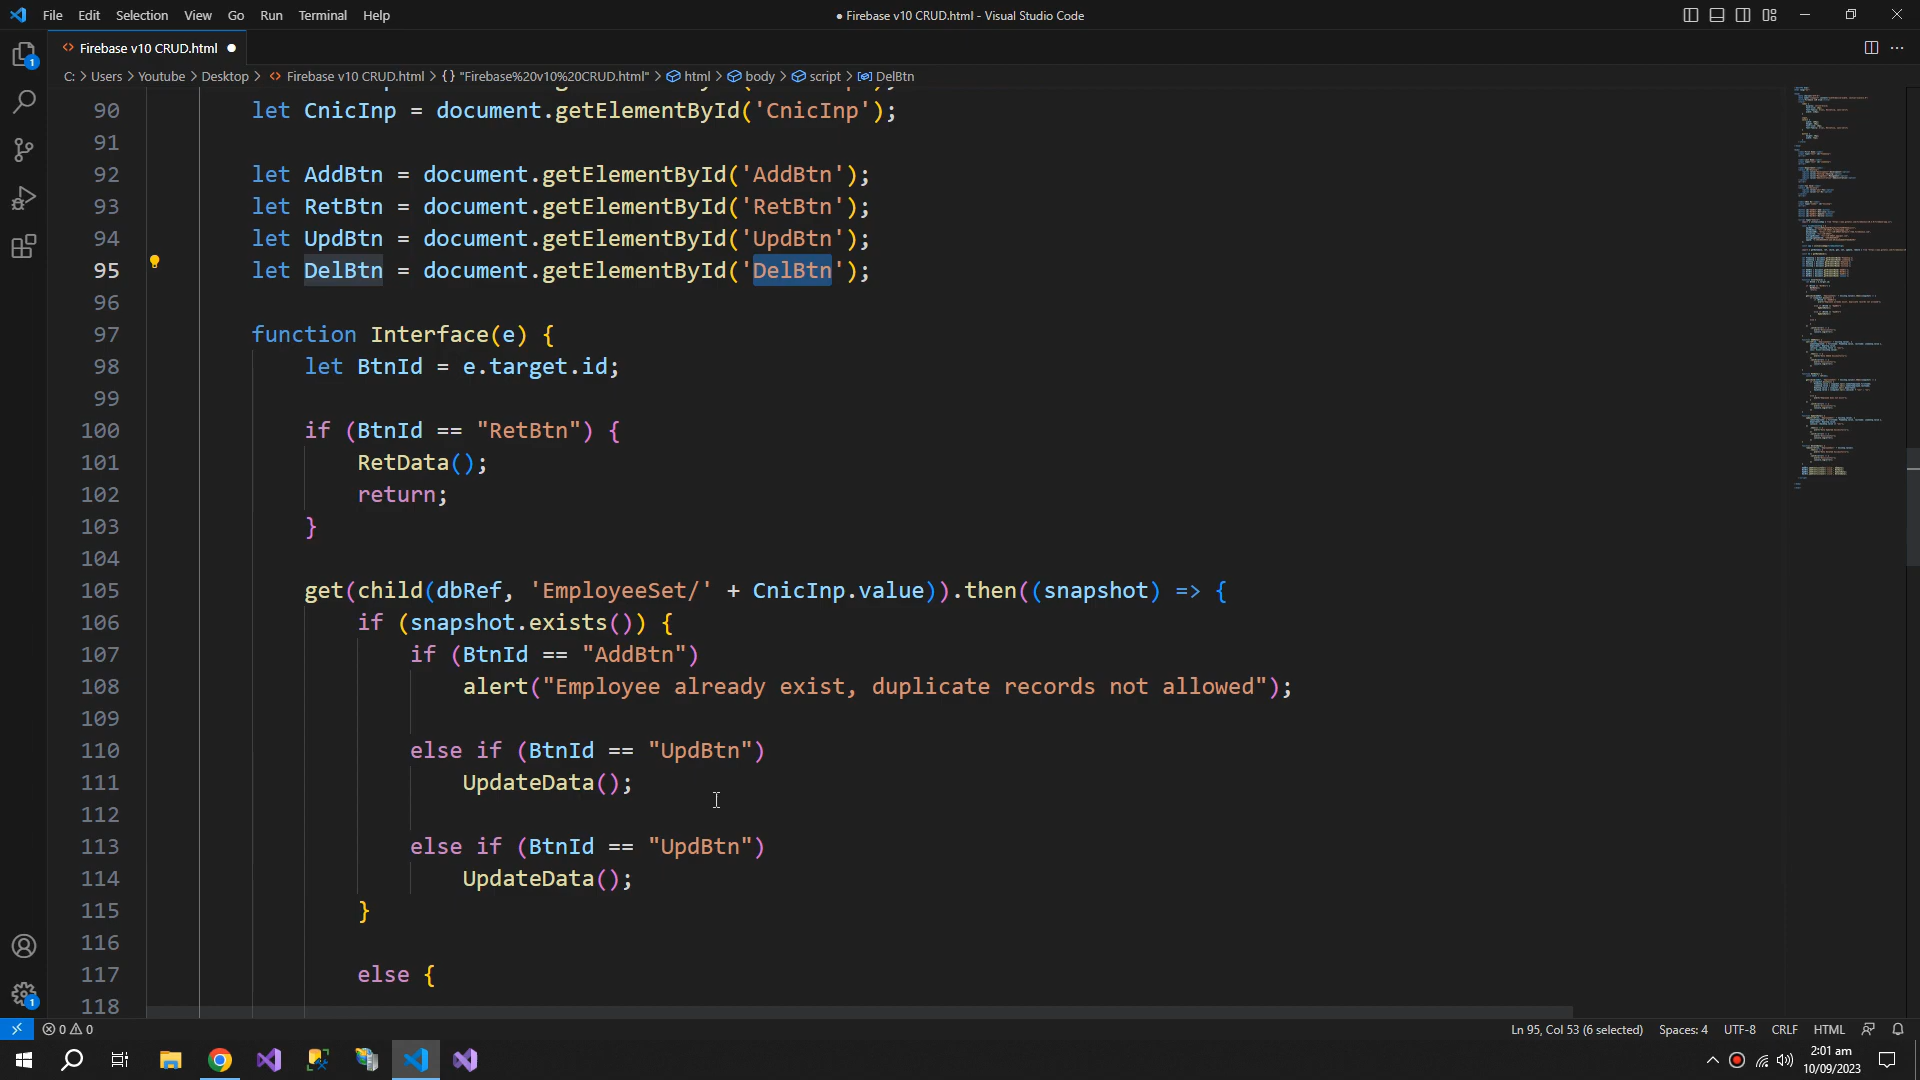 File Edit Selection View Go Run Terminal Help
● Firebase v10 CRUD.html - Visual Studio Code
Firebase v10 CRUD.html ●
C: > Users > Youtube > Desktop > Firebase v10 CRUD.html > {} "Firebase%20v10%20CRUD.html" > html > body > script > DelBtn
90 let CnicInp = document.getElementById('CnicInp');
91
92 let AddBtn = document.getElementById('AddBtn');
93 let RetBtn = document.getElementById('RetBtn');
94 let UpdBtn = document.getElementById('UpdBtn');
95 let DelBtn = document.getElementById('DelBtn');
96
97 function Interface(e) {
98 let BtnId = e.target.id;
99
100 if (BtnId == "RetBtn") {
101 RetData();
102 return;
103 }
104
105 get(child(dbRef, 'EmployeeSet/' + CnicInp.value)).then((snapshot) => {
106 if (snapshot.exists()) {
107 if (BtnId == "AddBtn")
108 alert("Employee already exist, duplicate records not allowed");
109
110 else if (BtnId == "UpdBtn")
111 UpdateData();
112
113 else if (BtnId == "UpdBtn")
114 UpdateData();
115 }
116
117 else {
118
1
1
0 0
Ln 95, Col 53 (6 selected) Spaces: 4 UTF-8 CRLF HTML
2:01 am
10/09/2023